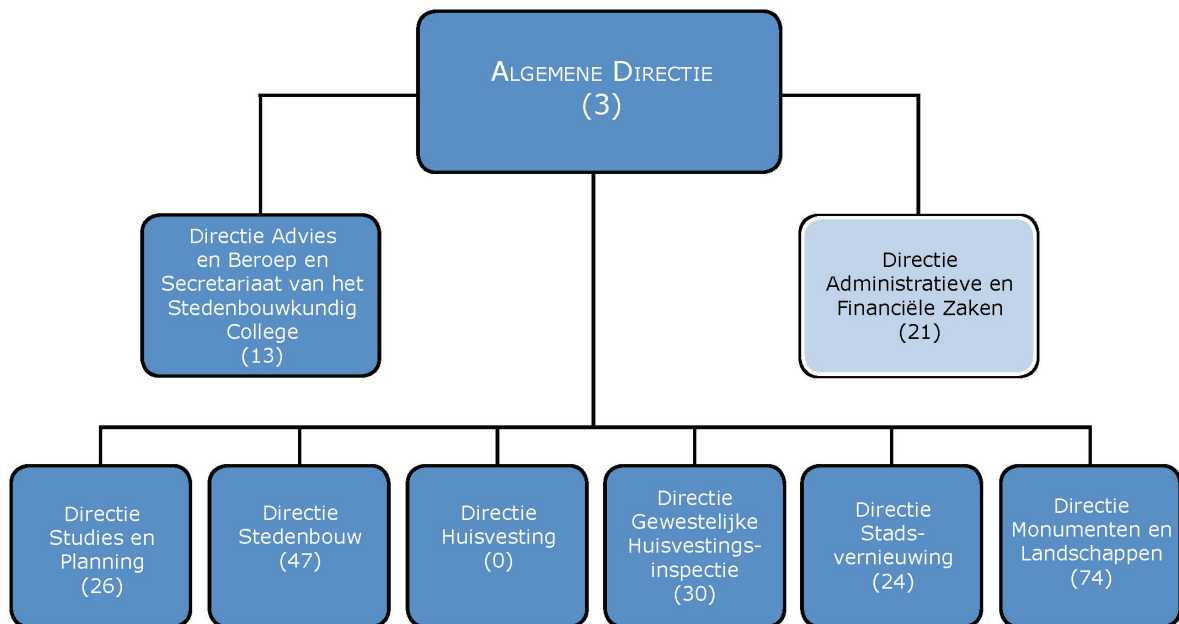 ALGEMENE DIRECTIE
(3)
Directie Advies
en Beroep en
Secretariaat van het
Stedenbouwkundig
College
(13)
Directie
Administratieve en
Financiële Zaken
(21)
Directie
Studies en
Planning
(26)
Directie
Stedenbouw
(47)
Directie
Huisvesting
(0)
Directie
Gewestelijke
Huisvestings-
inspectie
(30)
Directie
Stads-
vernieuwing
(24)
Directie
Monumenten en
Landschappen
(74)